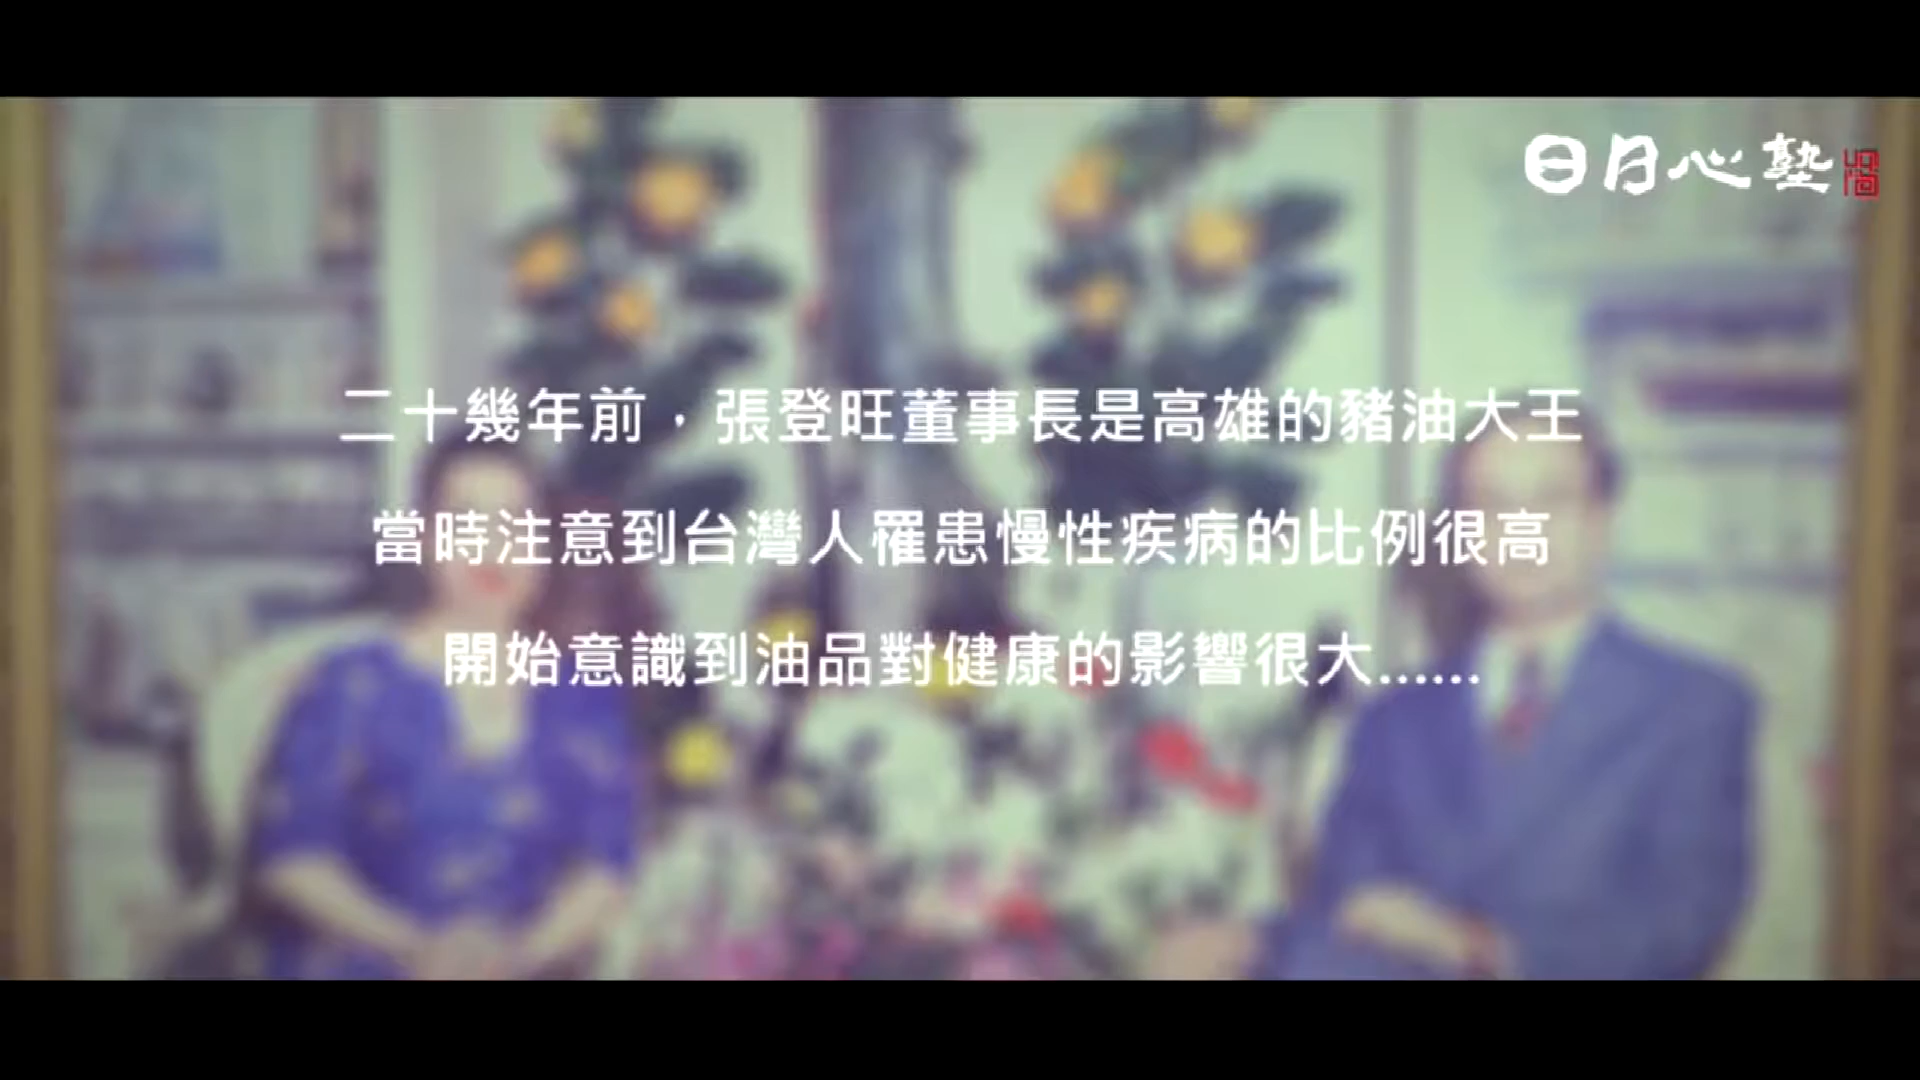 日月心塾
二十幾年前，張登旺董事長是高雄的豬油大王
當時注意到台灣人罹患慢性疾病的比例很高
開始意識到油品對健康的影響很大......